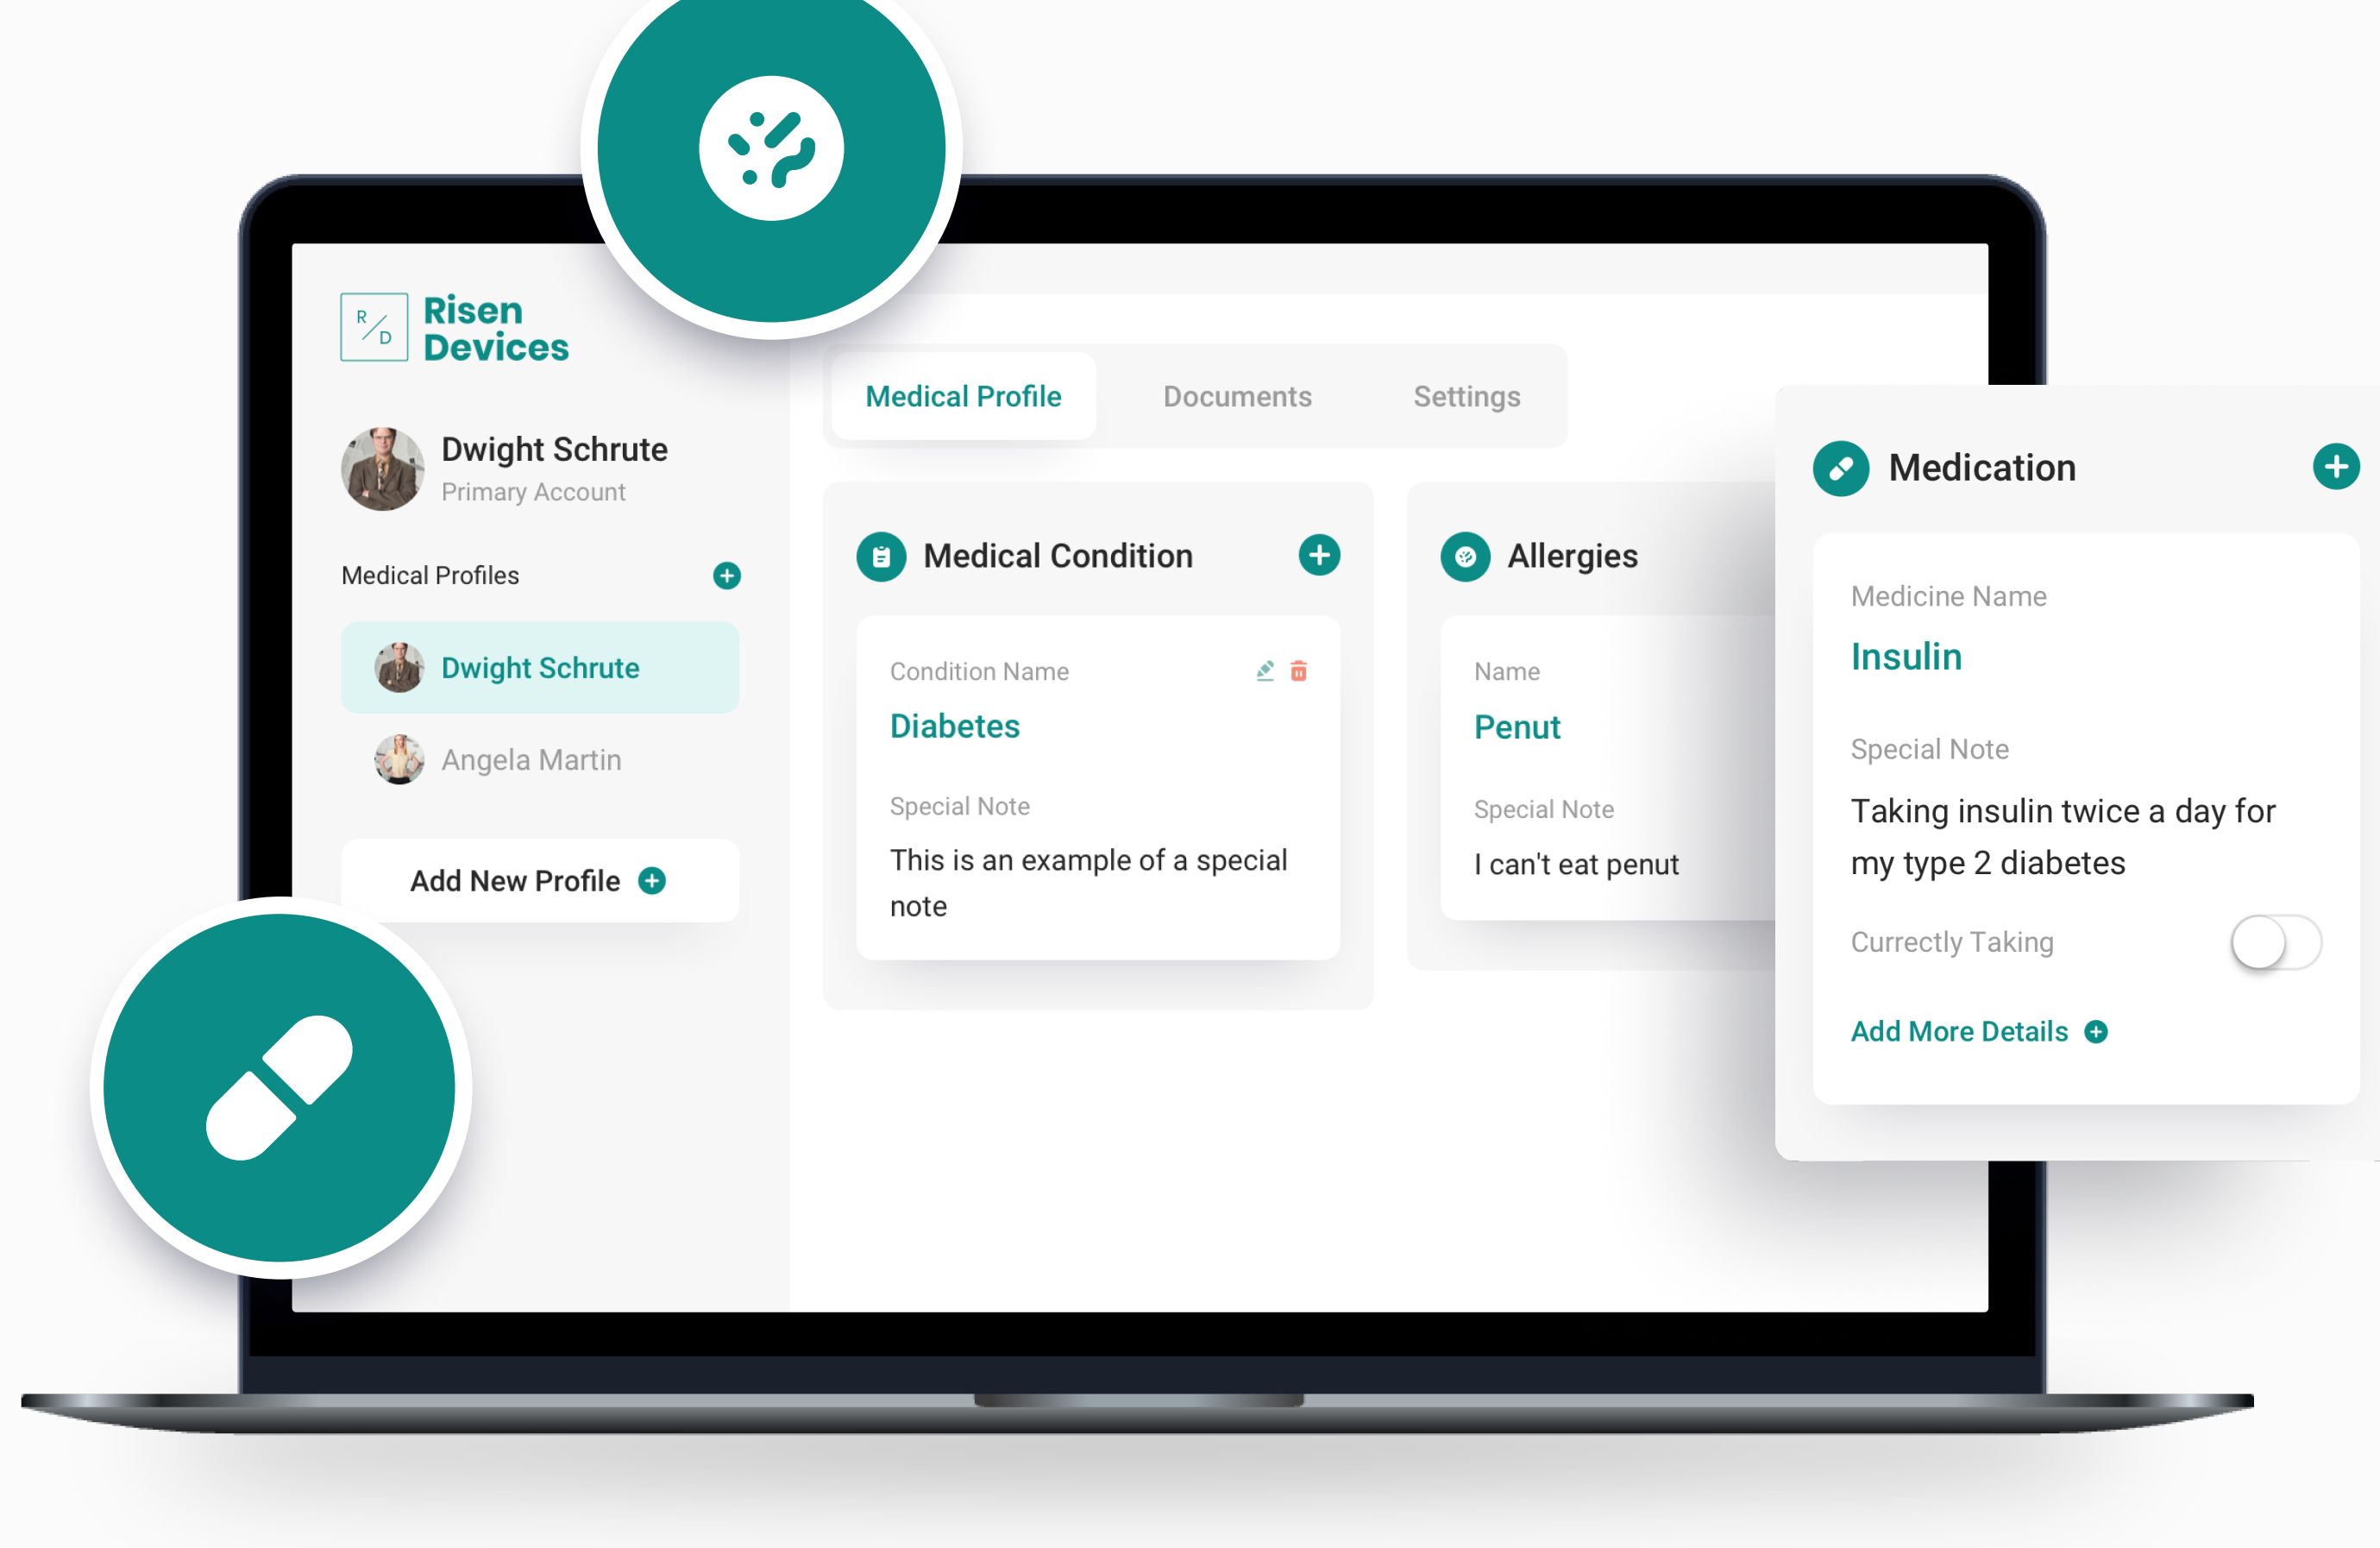 R
D
Risen
Devices
Dwight Schrute
Primary Account
Medical Profiles
Dwight Schrute
Angela Martin
Add New Profile
Medical Profile
Documents
Settings
Medical Condition
Condition Name
Diabetes
Special Note
This is an example of a special
note
Allergies
Name
Penut
Special Note
I can't eat penut
Medication
Medicine Name
Insulin
Special Note
Taking insulin twice a day for
my type 2 diabetes
Currectly Taking
Add More Details